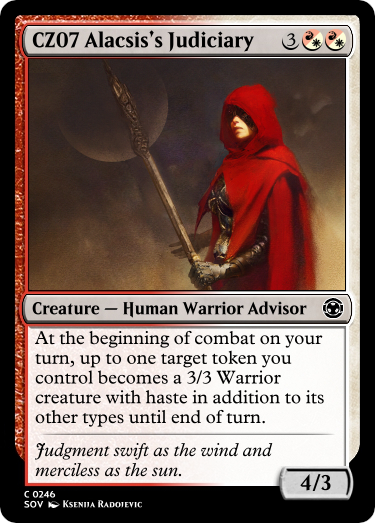 CZ07 Alacsis's Judiciary 3
Creature — Human Warrior Advisor
At the beginning of combat on your
turn, up to one target token you
control becomes a 3/3 Warrior
creature with haste in addition to its
other types until end of turn.
Judgment swift as the wind and
merciless as the sun.
4/3
C 0246
SOV Ksenija Radojevic